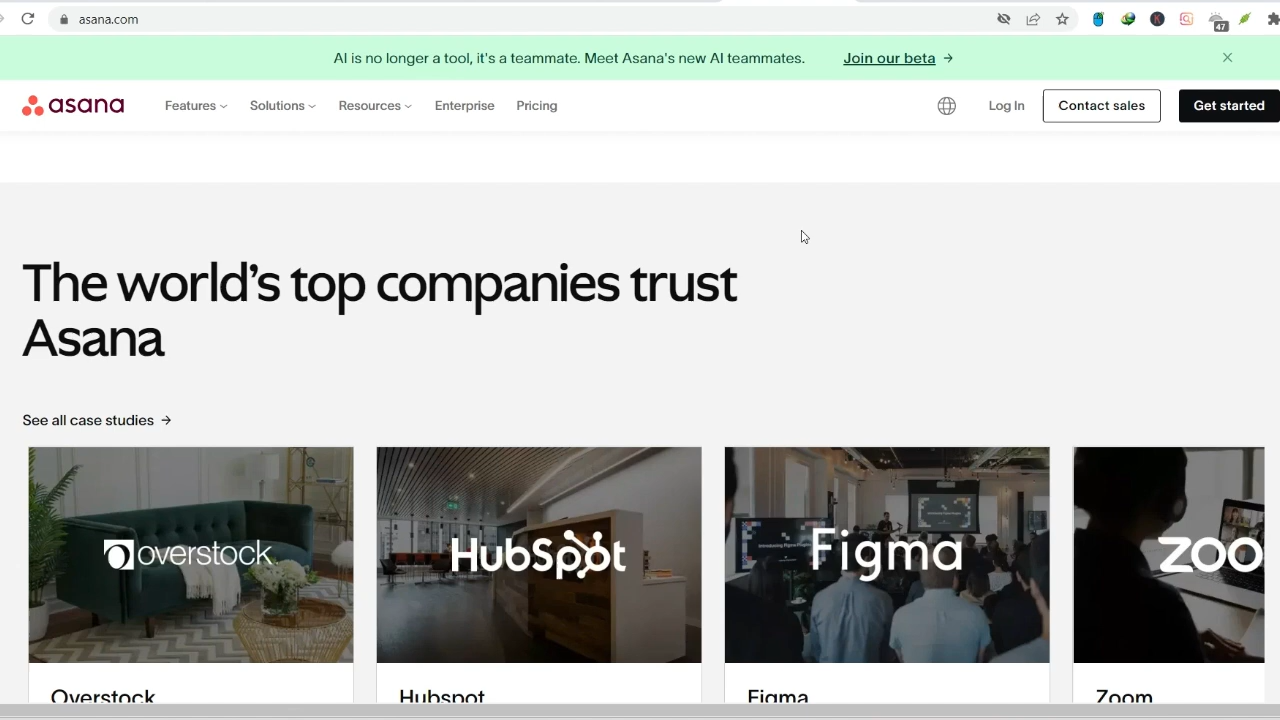 asana.com
47
AI is no longer a tool, it's a teammate. Meet Asana's new AI teammates. Join our beta →
asana Features Solutions Resources Enterprise Pricing Log In Contact sales Get started
The world's top companies trust
Asana
See all case studies →
overstock HubSpot Figma zoo
Overstock Hubspot Figma Zoom